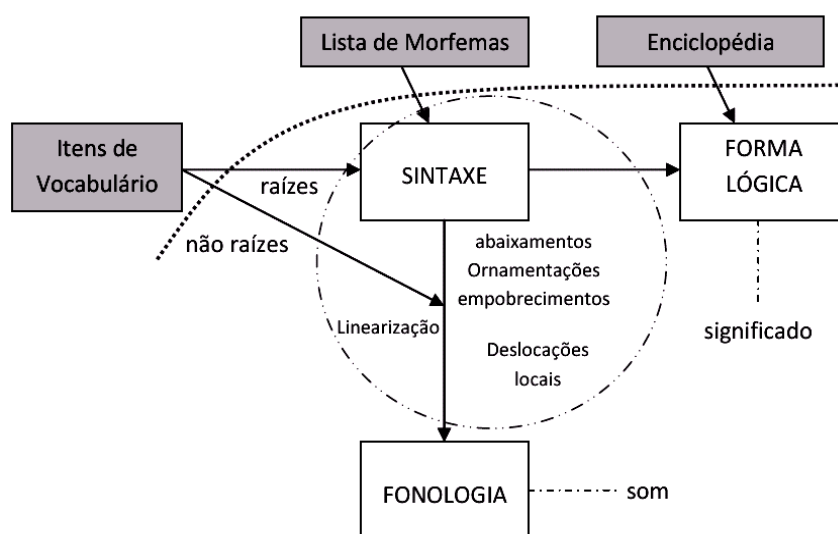 Lista de Morfemas
Enciclopédia
Itens de
Vocabulário
raízes
SINTAXE
FORMA
LÓGICA
não raízes
abaixamentos
Ornamentações
empobrecimentos
Linearização
significado
Deslocações
locais
FONOLOGIA
som